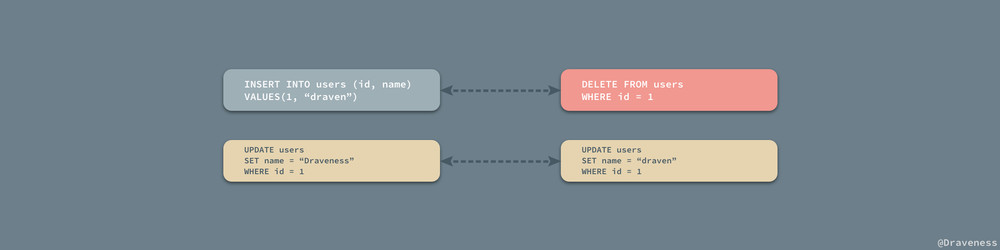 INSERT INTO users (id, name)
VALUES(1, “draven”)
DELETE FROM users
WHERE id = 1
UPDATE users
SET name = “Draveness”
WHERE id = 1
UPDATE users
SET name = “draven”
WHERE id = 1
@Draveness